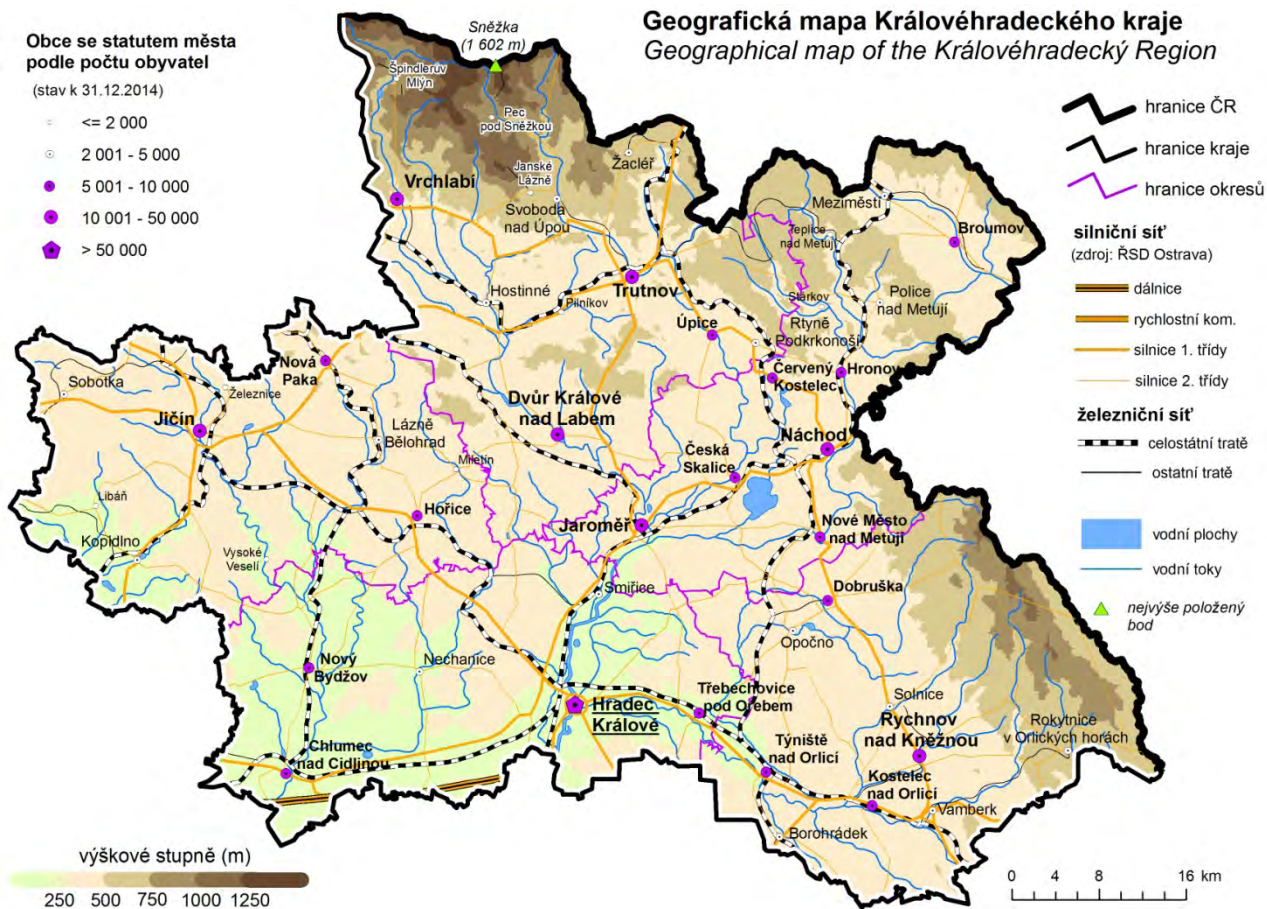 Geografická mapa Královéhradeckého kraje
Geographical map of the Královéhradecký Region
Obce se statutem města
podle počtu obyvatel
(stav k 31.12.2014)
<= 2 000
2 001 - 5 000
5 001 - 10 000
10 001 - 50 000
> 50 000
Sněžka
(1 602 m)
Špindlerův
Mlýn
Pec
pod Sněžkou
Janské
Lázně
Žacléř
Vrchlabí
Svoboda
nad Úpou
Meziměstí
Teplice
nad Metují
Broumov
Hostinné
Pilníkov
Trutnov
Stárkov
Police
nad Metují
Úpice
Rtyně
v Podkrkonoší
Nová
Paka
Sobotka
Železnice
Červený
Kostelec
Hronov
Jičín
Lázně
Bělohrad
Dvůr Králové
nad Labem
Miletín
Česká
Skalice
Náchod
Libáň
Kopidlno
Hořice
Jaroměř
Nové Město
nad Metují
Vysoké
Veselí
Smiřice
Dobruška
Opočno
Nový
Bydžov
Nechanice
Hradec
Králové
Třebechovice
pod Orebem
Solnice
Rychnov
nad Kněžnou
Rokytnice
v Orlických horách
Chlumec
nad Cidlinou
Týniště
nad Orlicí
Kostelec
nad Orlicí
Vamberk
Borohrádek
hranice ČR
hranice kraje
hranice okresů
silniční síť
(zdroj: ŘSD Ostrava)
dálnice
rychlostní kom.
silnice 1. třídy
silnice 2. třídy
železniční síť
celostátní tratě
ostatní tratě
vodní plochy
vodní toky
nejvýše položený
bod
výškové stupně (m)
250 500 750 1000 1250
0 4 8 16 km